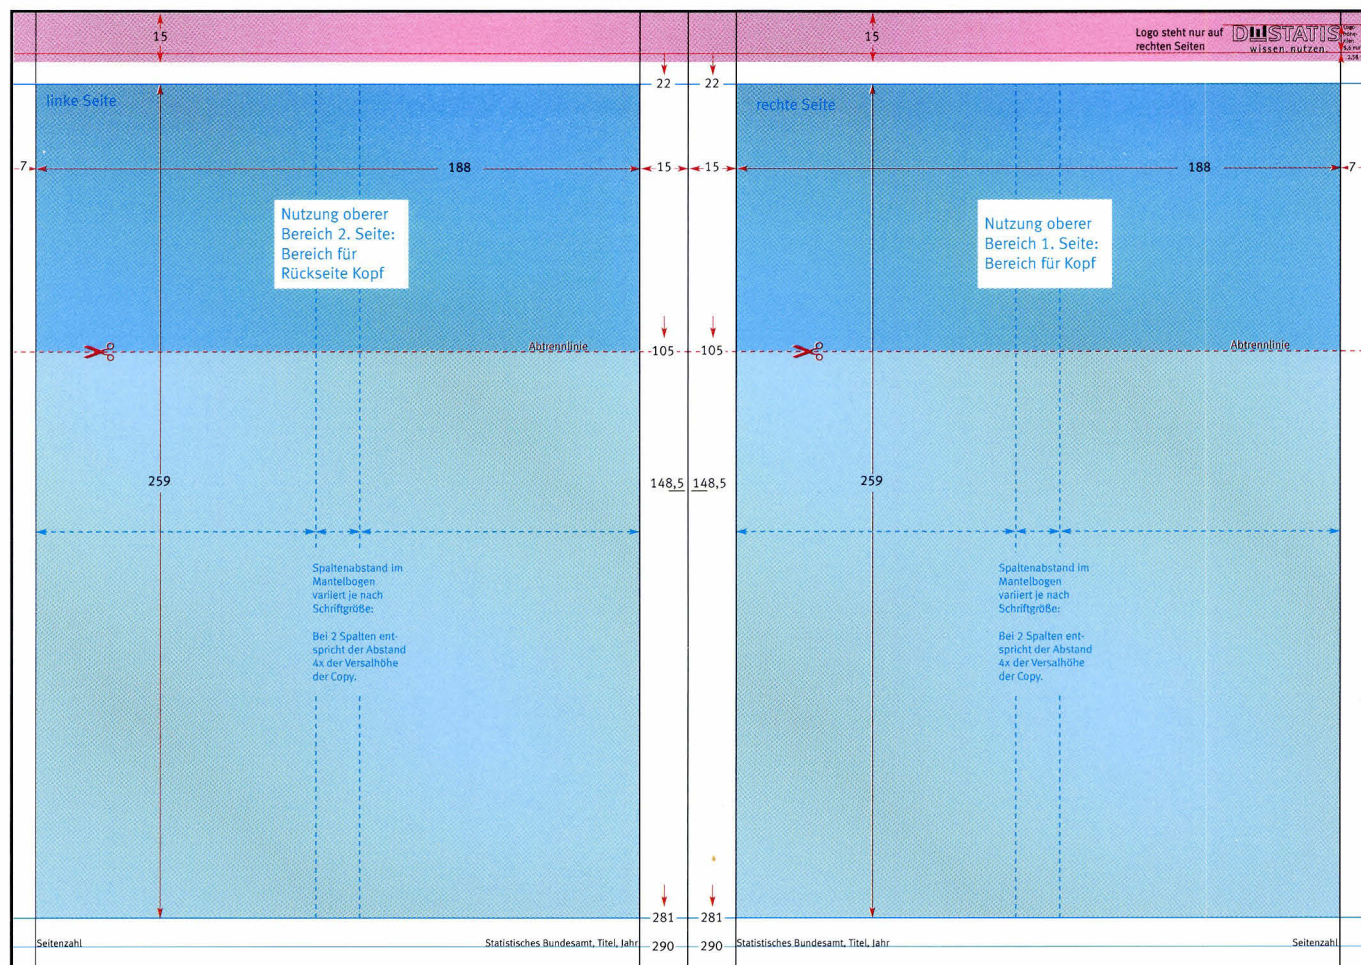 15
15
Logo steht nur auf
rechten Seiten
DESTATIS
wissen.nutzen.
22
22
linke Seite
rechte Seite
7
188
15
15
188
7
Nutzung oberer
Bereich 2. Seite:
Bereich für
Rückseite Kopf
Nutzung oberer
Bereich 1. Seite:
Bereich für Kopf
Abtrennlinie
105
105
Abtrennlinie
259
148,5
148,5
259
Spaltenabstand im
Mantelbogen
variiert je nach
Schriftgröße:
Bei 2 Spalten ent-
spricht der Abstand
4x der Versalhöhe
der Copy.
Spaltenabstand im
Mantelbogen
variiert je nach
Schriftgröße:
Bei 2 Spalten ent-
spricht der Abstand
4x der Versalhöhe
der Copy.
281
281
Seitenzahl
Statistisches Bundesamt, Titel, Jahr
290
290
Statistisches Bundesamt, Titel, Jahr
Seitenzahl